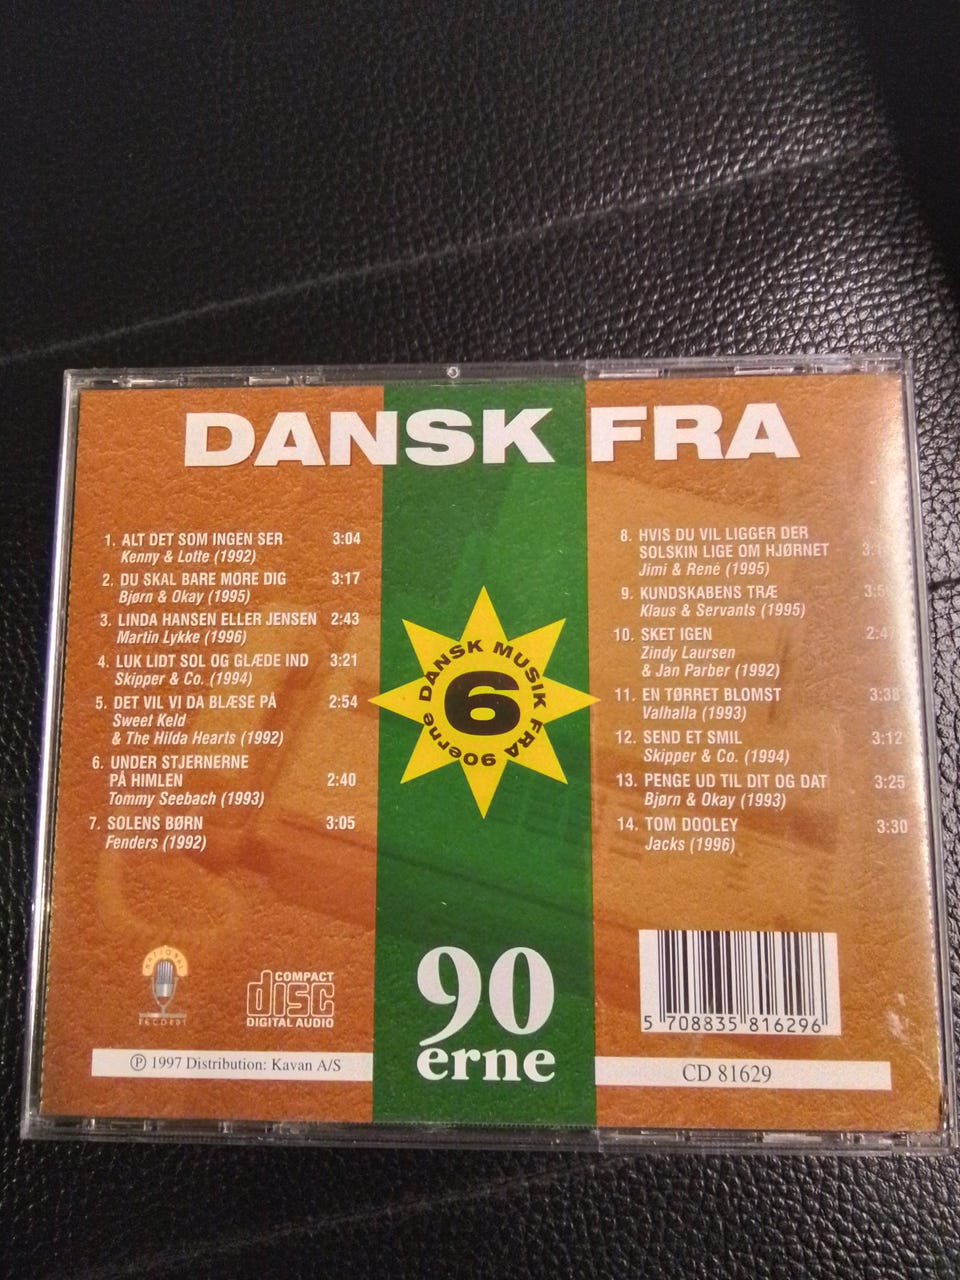 DANSK FRA
1. ALT DET SOM INGEN SER 3:04
Kenny & Lotte (1992)
2. DU SKAL BARE MORE DIG 3:17
Bjørn & Okay (1995)
3. LINDA HANSEN ELLER JENSEN 2:43
Martin Lykke (1996)
4. LUK LIDT SOL OG GLÆDE IND 3:21
Skipper & Co. (1994)
5. DET VIL VI DA BLÆSE PÅ 2:54
Sweet Keld
& The Hilda Hearts (1992)
6. UNDER STJERNERNE
PÅ HIMLEN 2:40
Tommy Seebach (1993)
7. SOLENS BØRN 3:05
Fenders (1992)
DANSK MUSIK FRA 90erne
6
8. HVIS DU VIL LIGGER DER
SOLSKIN LIGE OM HJØRNET
Jimi & René (1995)
9. KUNDSKABENS TRÆ
Klaus & Servants (1995)
10. SKET IGEN 2:47
Zindy Laursen
& Jan Parber (1992)
11. EN TØRRET BLOMST 3:38
Valhalla (1993)
12. SEND ET SMIL 3:12
Skipper & Co. (1994)
13. PENGE UD TIL DIT OG DAT 3:25
Bjørn & Okay (1993)
14. TOM DOOLEY 3:30
Jacks (1996)
NATIONAL
RECORDS
COMPACT
disc
DIGITAL AUDIO
90
erne
5 708835 816296
℗ 1997 Distribution: Kavan A/S
CD 81629